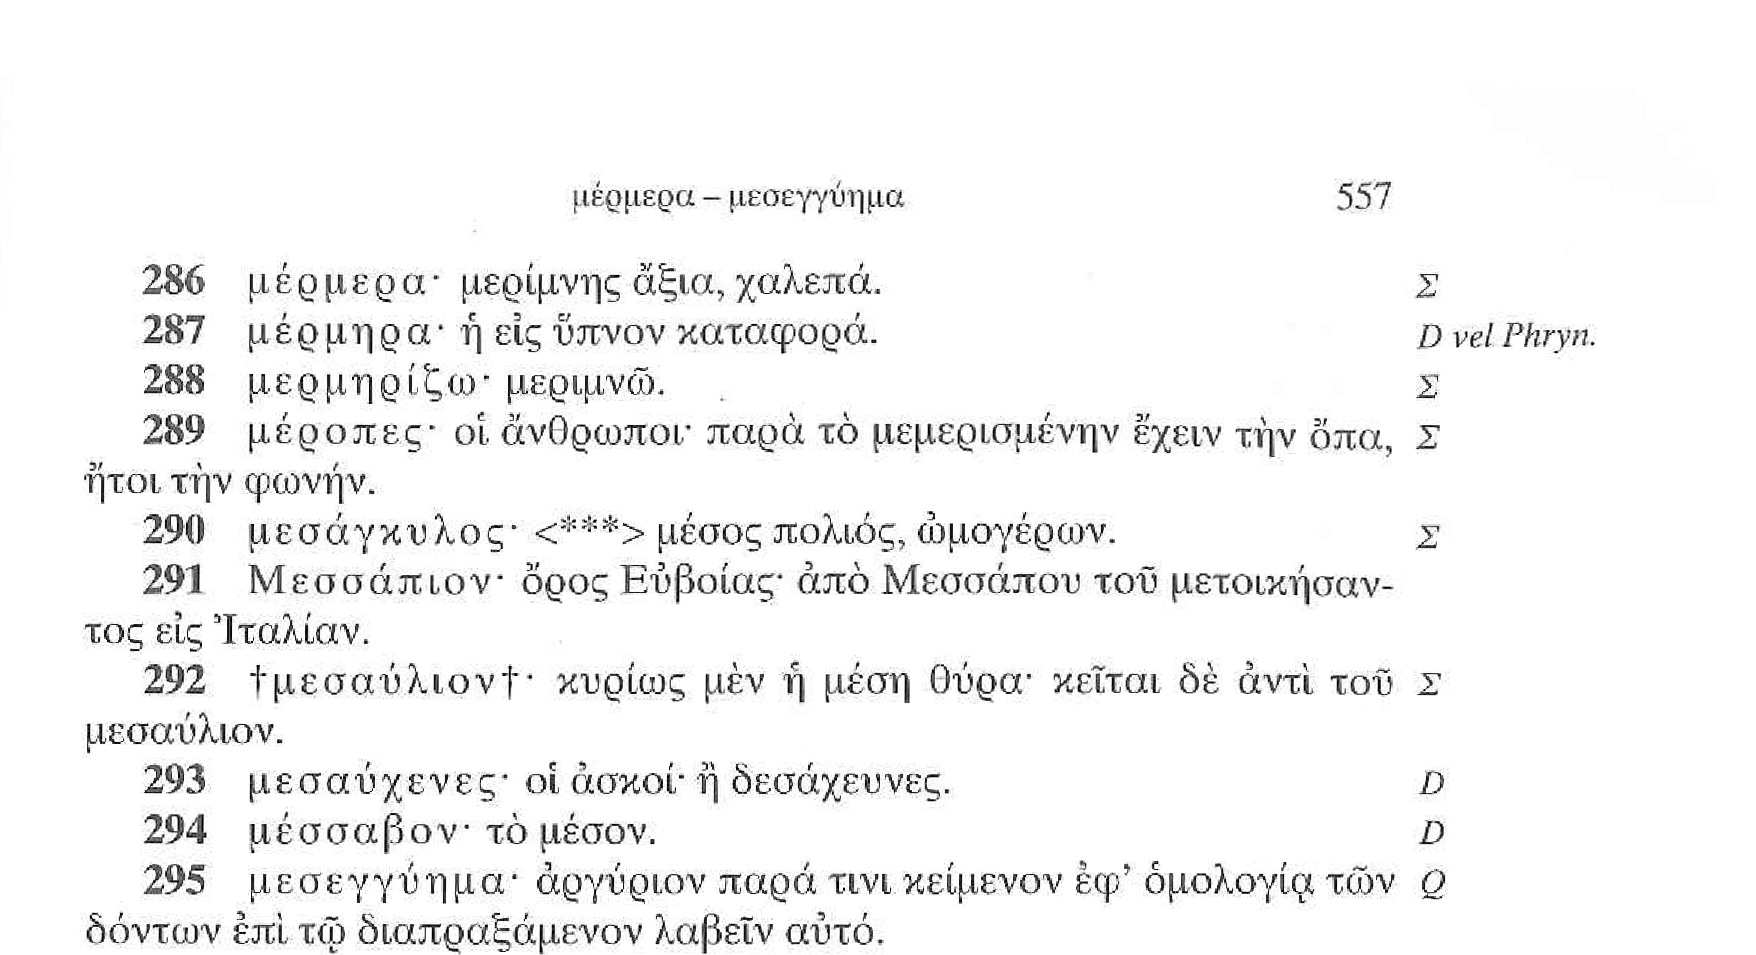 μέρμερα – μεσεγγύημα 557
286 μέρμερα· μερίμνης ἄξια, χαλεπά. Σ
287 μέρμηρα· ἡ εἰς ὕπνον καταφορά. D vel Phryn.
288 μερμηρίζω· μεριμνῶ. Σ
289 μέροπες· οἱ ἄνθρωποι· παρὰ τὸ μεμερισμένην ἔχειν τὴν ὄπα, Σ
ἤτοι τὴν φωνήν.
290 μεσάγκυλος· <***> μέσος πολιός, ὠμογέρων. Σ
291 Μεσσάπιον· ὄρος Εὐβοίας· ἀπὸ Μεσσάπου τοῦ μετοικήσαν-
τος εἰς Ἰταλίαν.
292 †μεσαύλιον†· κυρίως μὲν ἡ μέση θύρα· κεῖται δὲ ἀντὶ τοῦ Σ
μεσαύλιον.
293 μεσαύχενες· οἱ ἀσκοί· ἢ δεσάχευνες. D
294 μέσσαβον· τὸ μέσον. D
295 μεσεγγύημα· ἀργύριον παρά τινι κείμενον ἐφ’ ὁμολογίᾳ τῶν Q
δόντων ἐπὶ τῷ διαπραξάμενον λαβεῖν αὐτό.